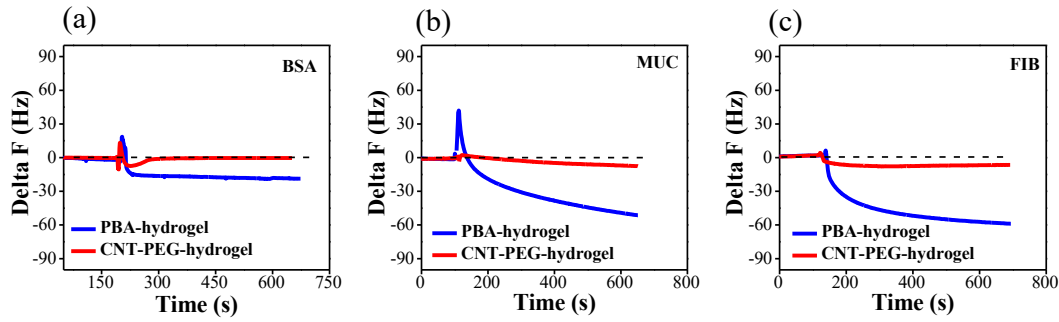 (a)
Delta F (Hz)
90
60
30
0
-30
-60
-90
BSA
PBA-hydrogel
CNT-PEG-hydrogel
150 300 450 600 750
Time (s)
(b)
Delta F (Hz)
90
60
30
0
-30
-60
-90
MUC
PBA-hydrogel
CNT-PEG-hydrogel
0 200 400 600 800
Time (s)
(c)
Delta F (Hz)
90
60
30
0
-30
-60
-90
FIB
PBA-hydrogel
CNT-PEG-hydrogel
0 200 400 600 800
Time (s)